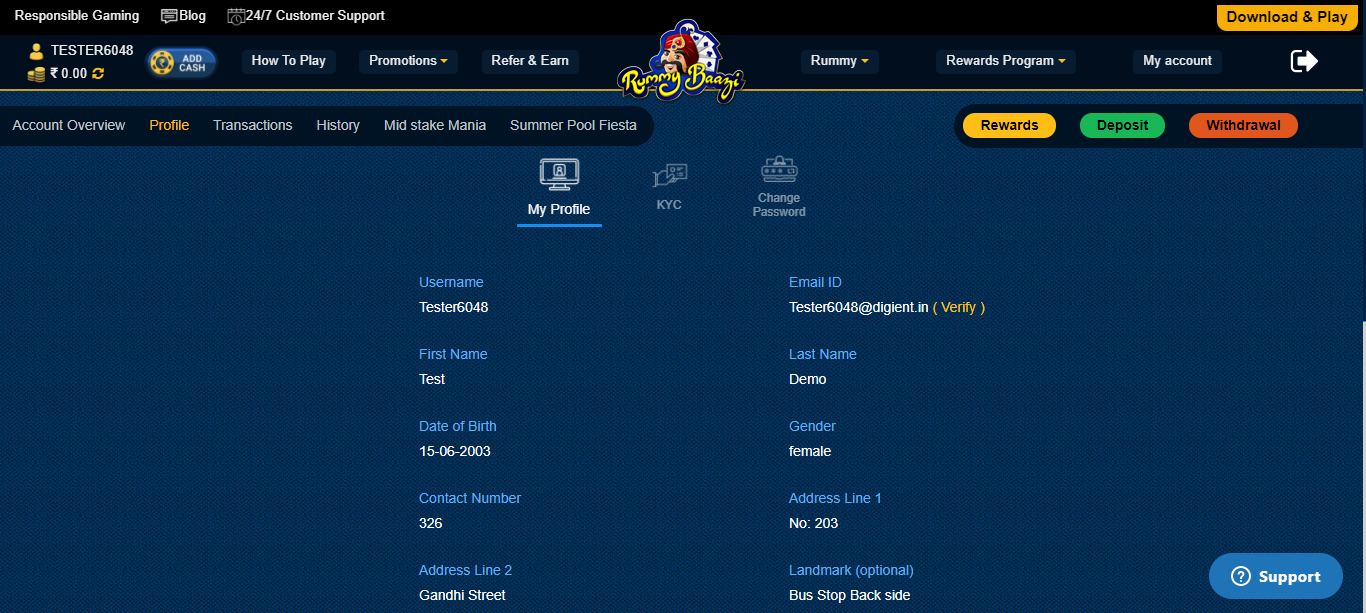 Responsible Gaming
Blog
24/7 Customer Support
Download & Play
TESTER6048
₹ 0.00
ADD
CASH
How To Play
Promotions
Refer & Earn
Rummy Baazi
Rummy
Rewards Program
My account
Account Overview
Profile
Transactions
History
Mid stake Mania
Summer Pool Fiesta
Rewards
Deposit
Withdrawal
My Profile
KYC
Change
Password
Username
Tester6048
Email ID
Tester6048@digient.in ( Verify )
First Name
Test
Last Name
Demo
Date of Birth
15-06-2003
Gender
female
Contact Number
326
Address Line 1
No: 203
Address Line 2
Gandhi Street
Landmark (optional)
Bus Stop Back side
Support